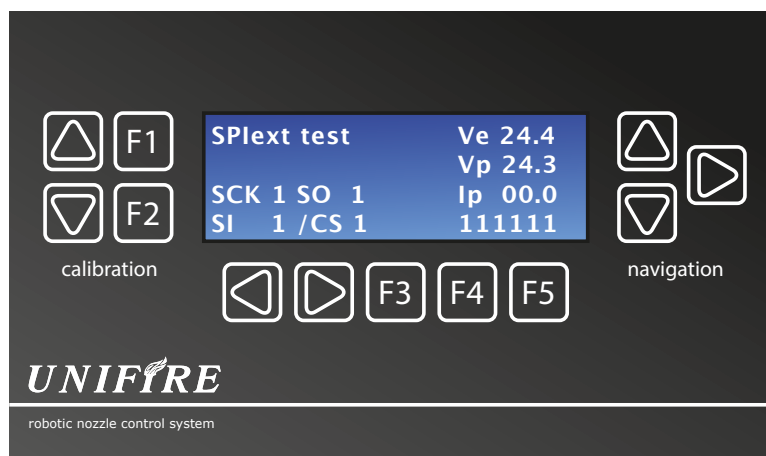 F1
F2
calibration
SPIext test Ve 24.4
Vp 24.3
SCK 1 SO 1 Ip 00.0
SI 1 /CS 1 111111
F3 F4 F5
navigation
UNIFIRE
robotic nozzle control system